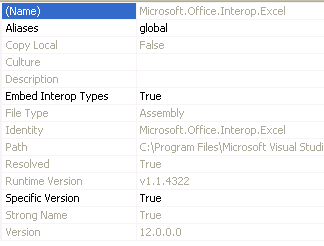 (Name) Microsoft.Office.Interop.Excel
Aliases global
Copy Local False
Culture
Description
Embed Interop Types True
File Type Assembly
Identity Microsoft.Office.Interop.Excel
Path C:\Program Files\Microsoft Visual Studi
Resolved True
Runtime Version v1.1.4322
Specific Version True
Strong Name True
Version 12.0.0.0